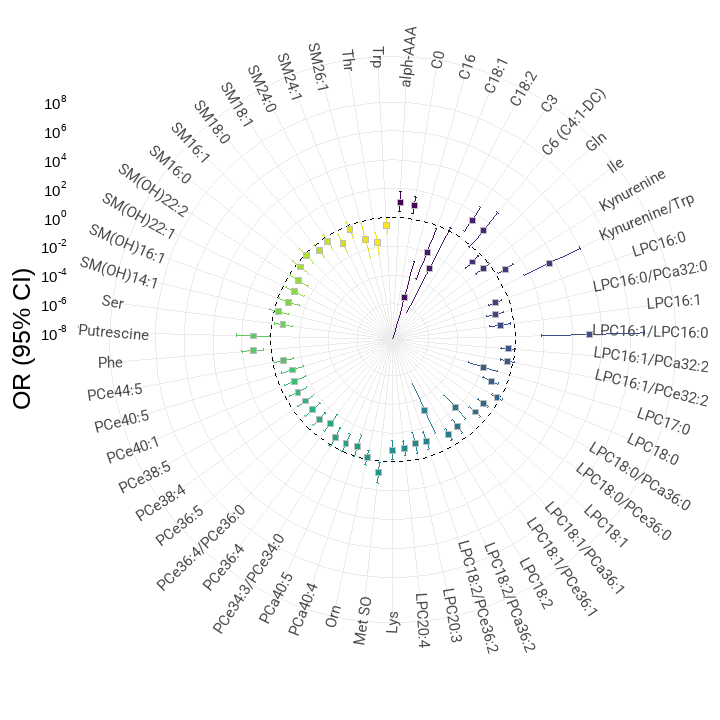 OR (95% CI)
10^8
10^6
10^4
10^2
10^0
10^-2
10^-4
10^-6
10^-8
alph-AAA
C0
C16
C18:1
C18:2
C3
C6 (C4:1-DC)
Gln
Ile
Kynurenine
Kynurenine/Trp
LPC16:0
LPC16:0/PCa32:0
LPC16:1
LPC16:1/LPC16:0
LPC16:1/PCa32:2
LPC16:1/PCe32:2
LPC17:0
LPC18:0
LPC18:0/PCa36:0
LPC18:0/PCe36:0
LPC18:1
LPC18:1/PCa36:1
LPC18:1/PCe36:1
LPC18:2
LPC18:2/PCa36:2
LPC18:2/PCe36:2
LPC20:3
LPC20:4
Lys
Met SO
Orn
PCa40:4
PCa40:5
PCe34:3/PCe34:0
PCe36:4
PCe36:4/PCe36:0
PCe36:5
PCe38:4
PCe38:5
PCe40:1
PCe40:5
PCe44:5
Phe
Putrescine
Ser
SM(OH)14:1
SM(OH)16:1
SM(OH)22:1
SM(OH)22:2
SM16:0
SM16:1
SM18:0
SM18:1
SM24:0
SM24:1
SM26:1
Thr
Trp